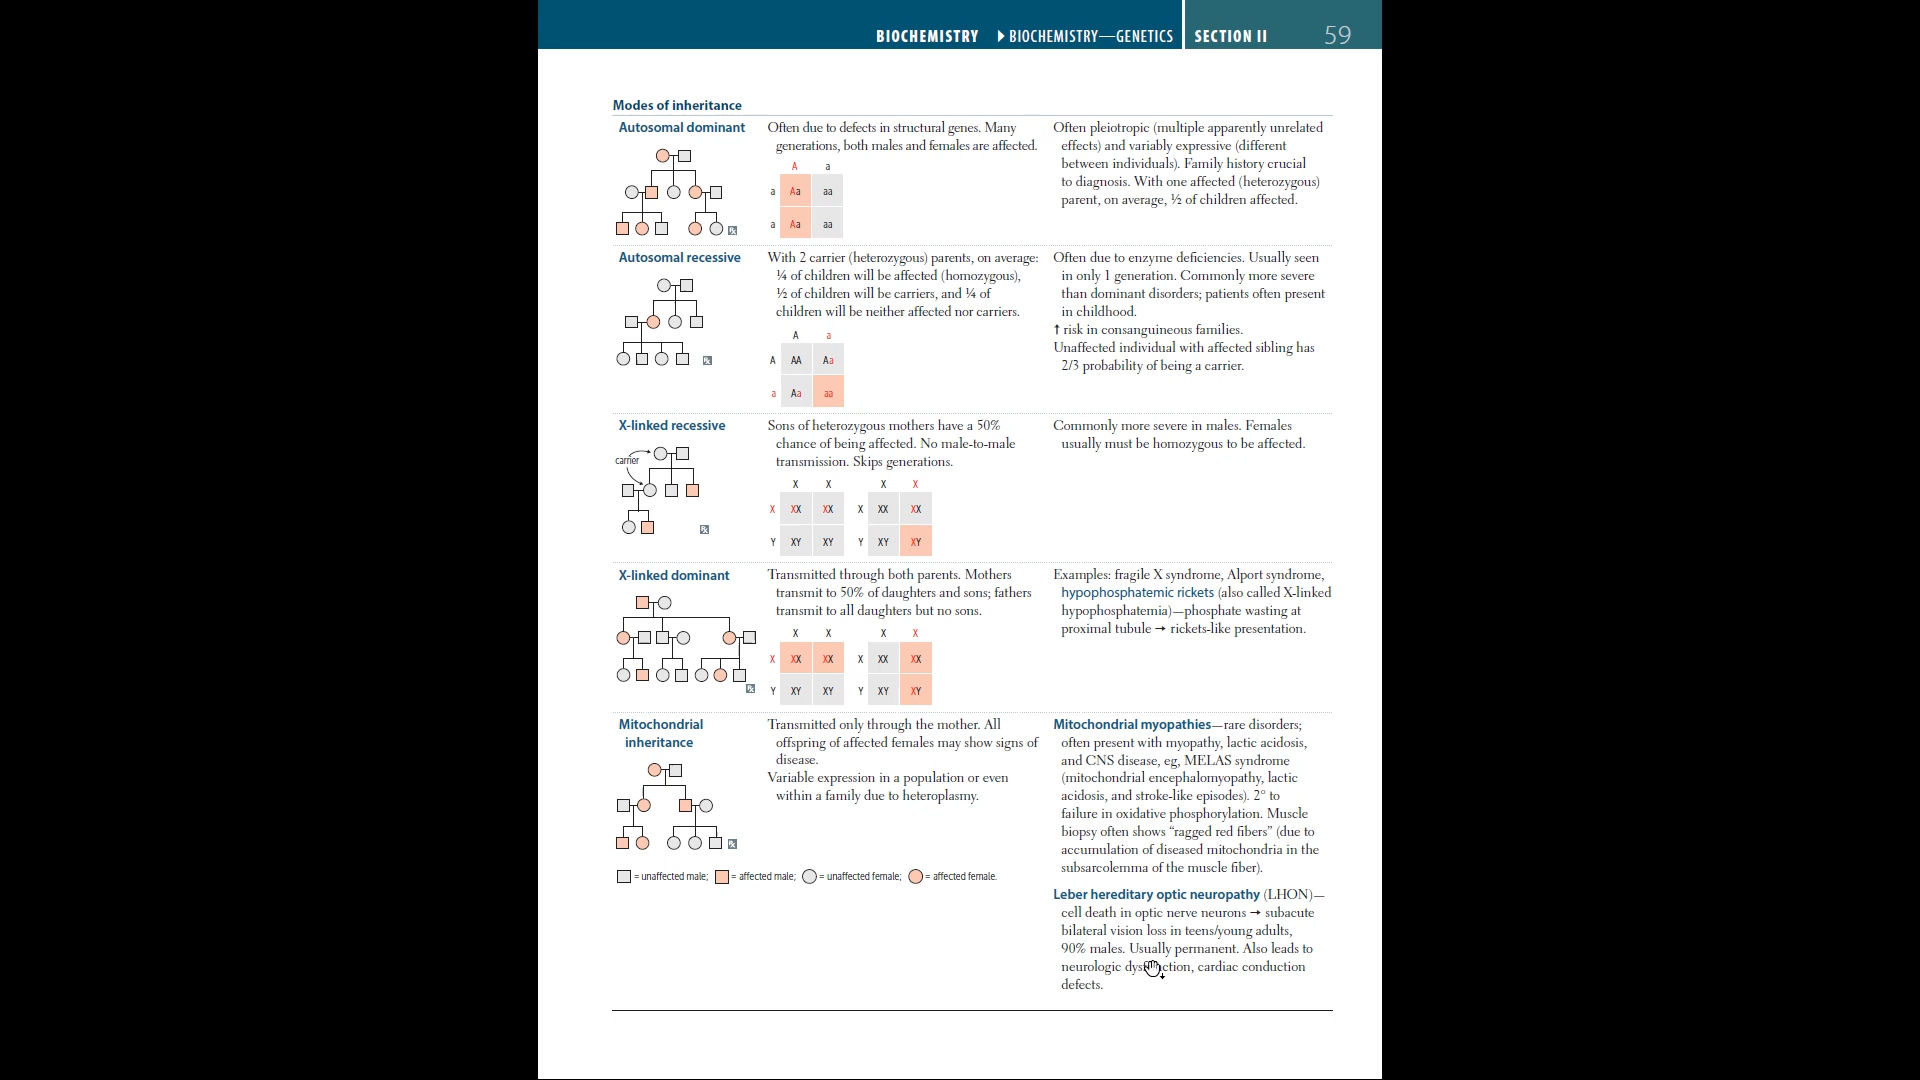 BIOCHEMISTRY ▶ BIOCHEMISTRY—GENETICS SECTION II 59
Modes of inheritance
Autosomal dominant
Often due to defects in structural genes. Many
generations, both males and females are affected.
A a
a Aa aa
a Aa aa
Often pleiotropic (multiple apparently unrelated
effects) and variably expressive (different
between individuals). Family history crucial
to diagnosis. With one affected (heterozygous)
parent, on average, ½ of children affected.
Autosomal recessive
With 2 carrier (heterozygous) parents, on average:
¼ of children will be affected (homozygous),
½ of children will be carriers, and ¼ of
children will be neither affected nor carriers.
A a
A AA Aa
a Aa aa
Often due to enzyme deficiencies. Usually seen
in only 1 generation. Commonly more severe
than dominant disorders; patients often present
in childhood.
↑ risk in consanguineous families.
Unaffected individual with affected sibling has
2/3 probability of being a carrier.
X-linked recessive
carrier
Sons of heterozygous mothers have a 50%
chance of being affected. No male-to-male
transmission. Skips generations.
X X X X
X XX XX X XX XX
Y XY XY Y XY XY
Commonly more severe in males. Females
usually must be homozygous to be affected.
X-linked dominant
Transmitted through both parents. Mothers
transmit to 50% of daughters and sons; fathers
transmit to all daughters but no sons.
X X X X
X XX XX X XX XX
Y XY XY Y XY XY
Examples: fragile X syndrome, Alport syndrome,
hypophosphatemic rickets (also called X-linked
hypophosphatemia)—phosphate wasting at
proximal tubule → rickets-like presentation.
Mitochondrial
inheritance
Transmitted only through the mother. All
offspring of affected females may show signs of
disease.
Variable expression in a population or even
within a family due to heteroplasmy.
Mitochondrial myopathies—rare disorders;
often present with myopathy, lactic acidosis,
and CNS disease, eg, MELAS syndrome
(mitochondrial encephalomyopathy, lactic
acidosis, and stroke-like episodes). 2° to
failure in oxidative phosphorylation. Muscle
biopsy often shows “ragged red fibers” (due to
accumulation of diseased mitochondria in the
subsarcolemma of the muscle fiber).
= unaffected male; = affected male; = unaffected female; = affected female.
Leber hereditary optic neuropathy (LHON)—
cell death in optic nerve neurons → subacute
bilateral vision loss in teens/young adults,
90% males. Usually permanent. Also leads to
neurologic dysfunction, cardiac conduction
defects.